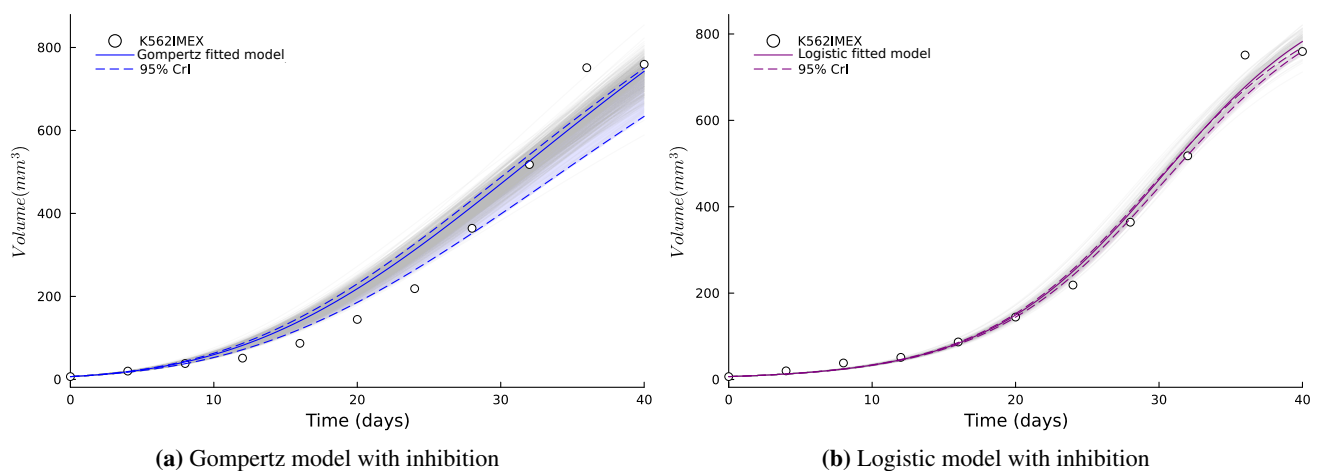 800
600
400
200
0
Volume(mm³)
K562IMEX
Gompertz fitted model
95% CrI
0
10
20
30
40
Time (days)
(a) Gompertz model with inhibition
800
600
400
200
0
Volume(mm³)
K562IMEX
Logistic fitted model
95% CrI
0
10
20
30
40
Time (days)
(b) Logistic model with inhibition